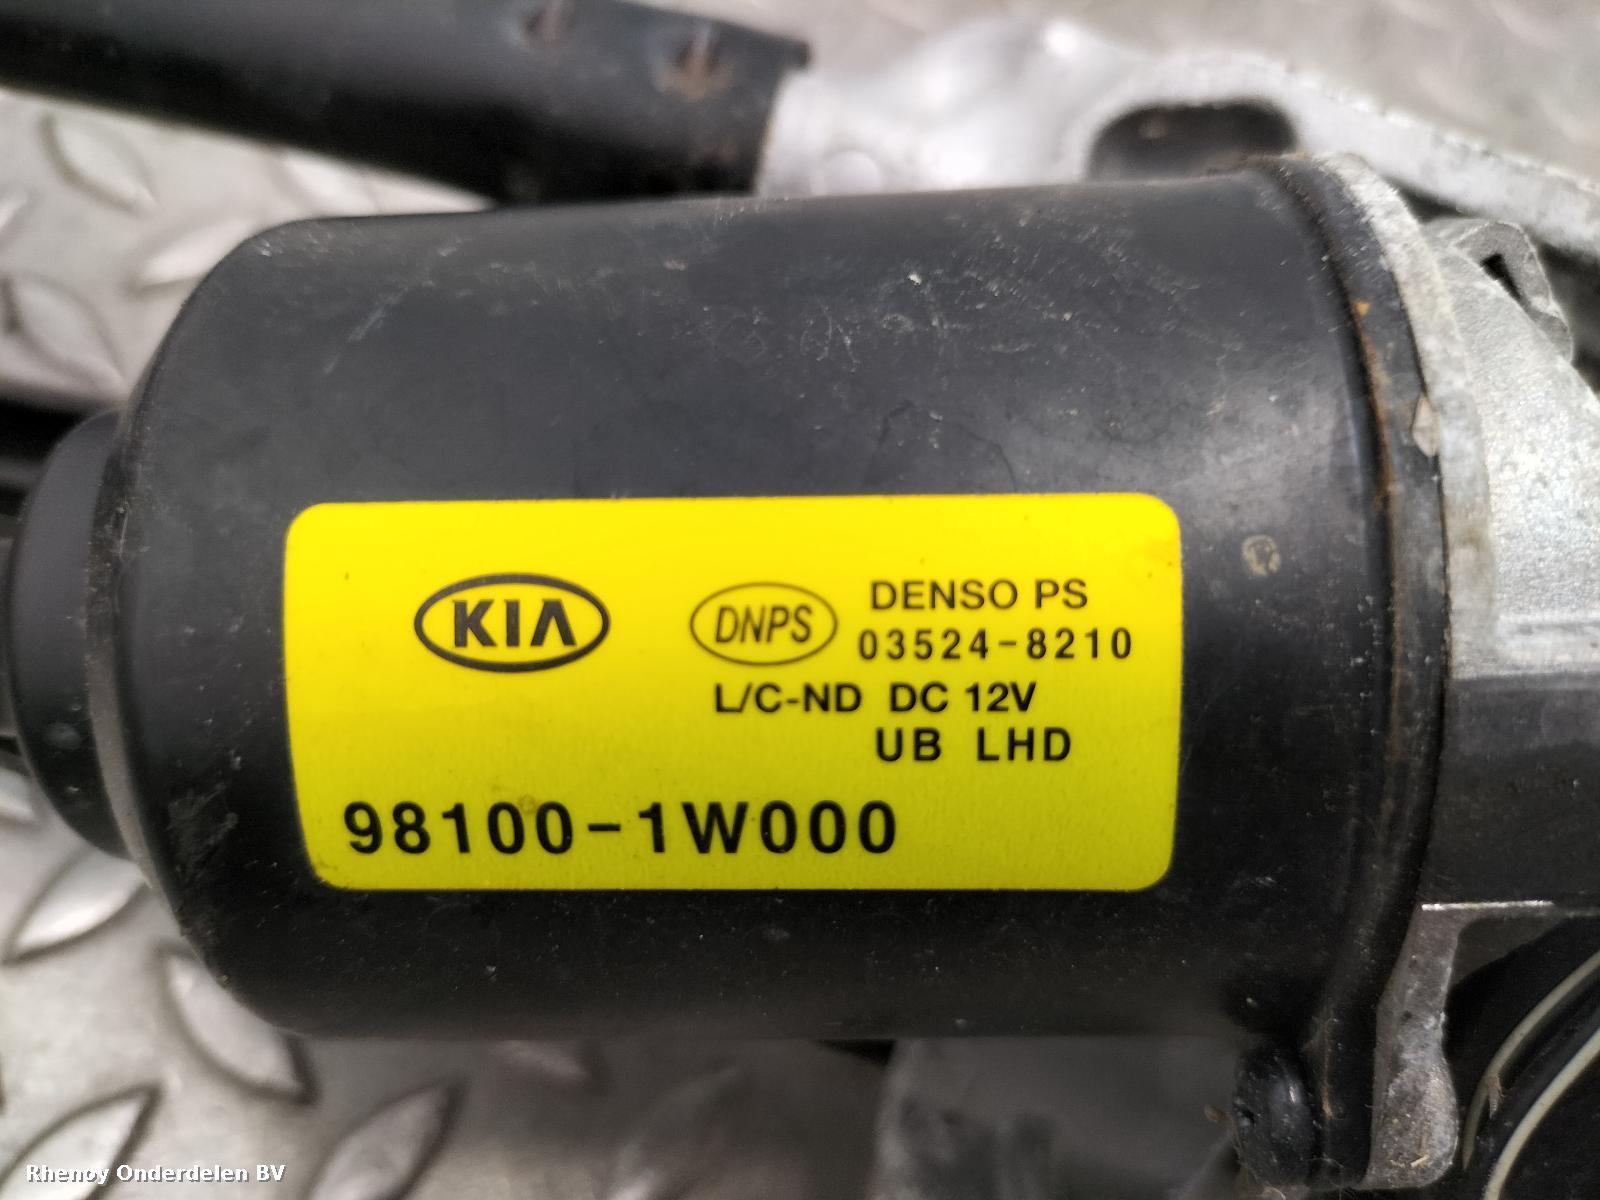 KIA
DNPS
DENSO PS
03524-8210
L/C-ND DC 12V
UB LHD
98100-1W000
Rhenoy Onderdelen BV